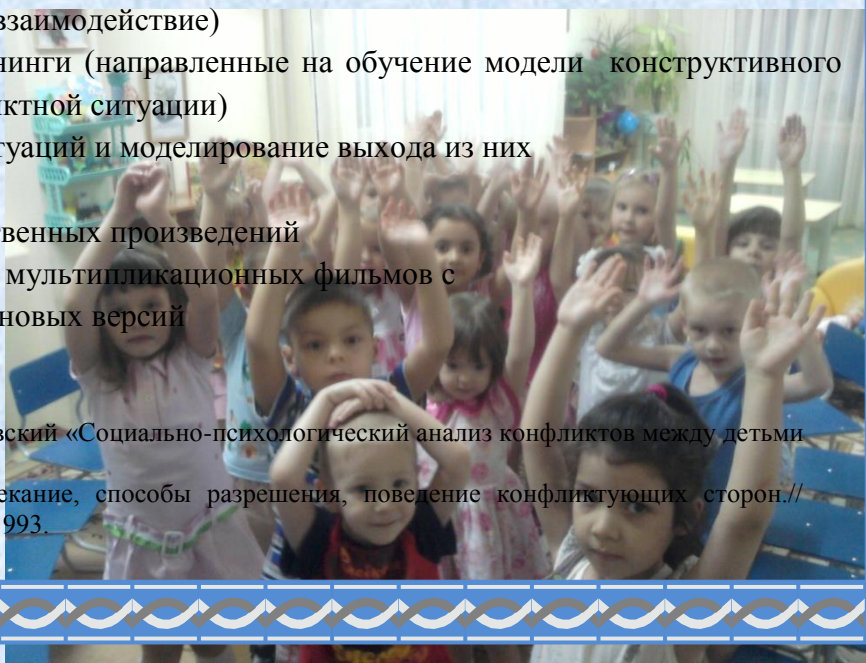 взаимодействие)
нинги (направленные на обучение модели конструктивного
иктной ситуации)
туаций и моделирование выхода из них
твенных произведений
мультипликационных фильмов с
новых версий
вский «Социально-психологический анализ конфликтов между детьми
екание, способы разрешения, поведение конфликтующих сторон.//
993.